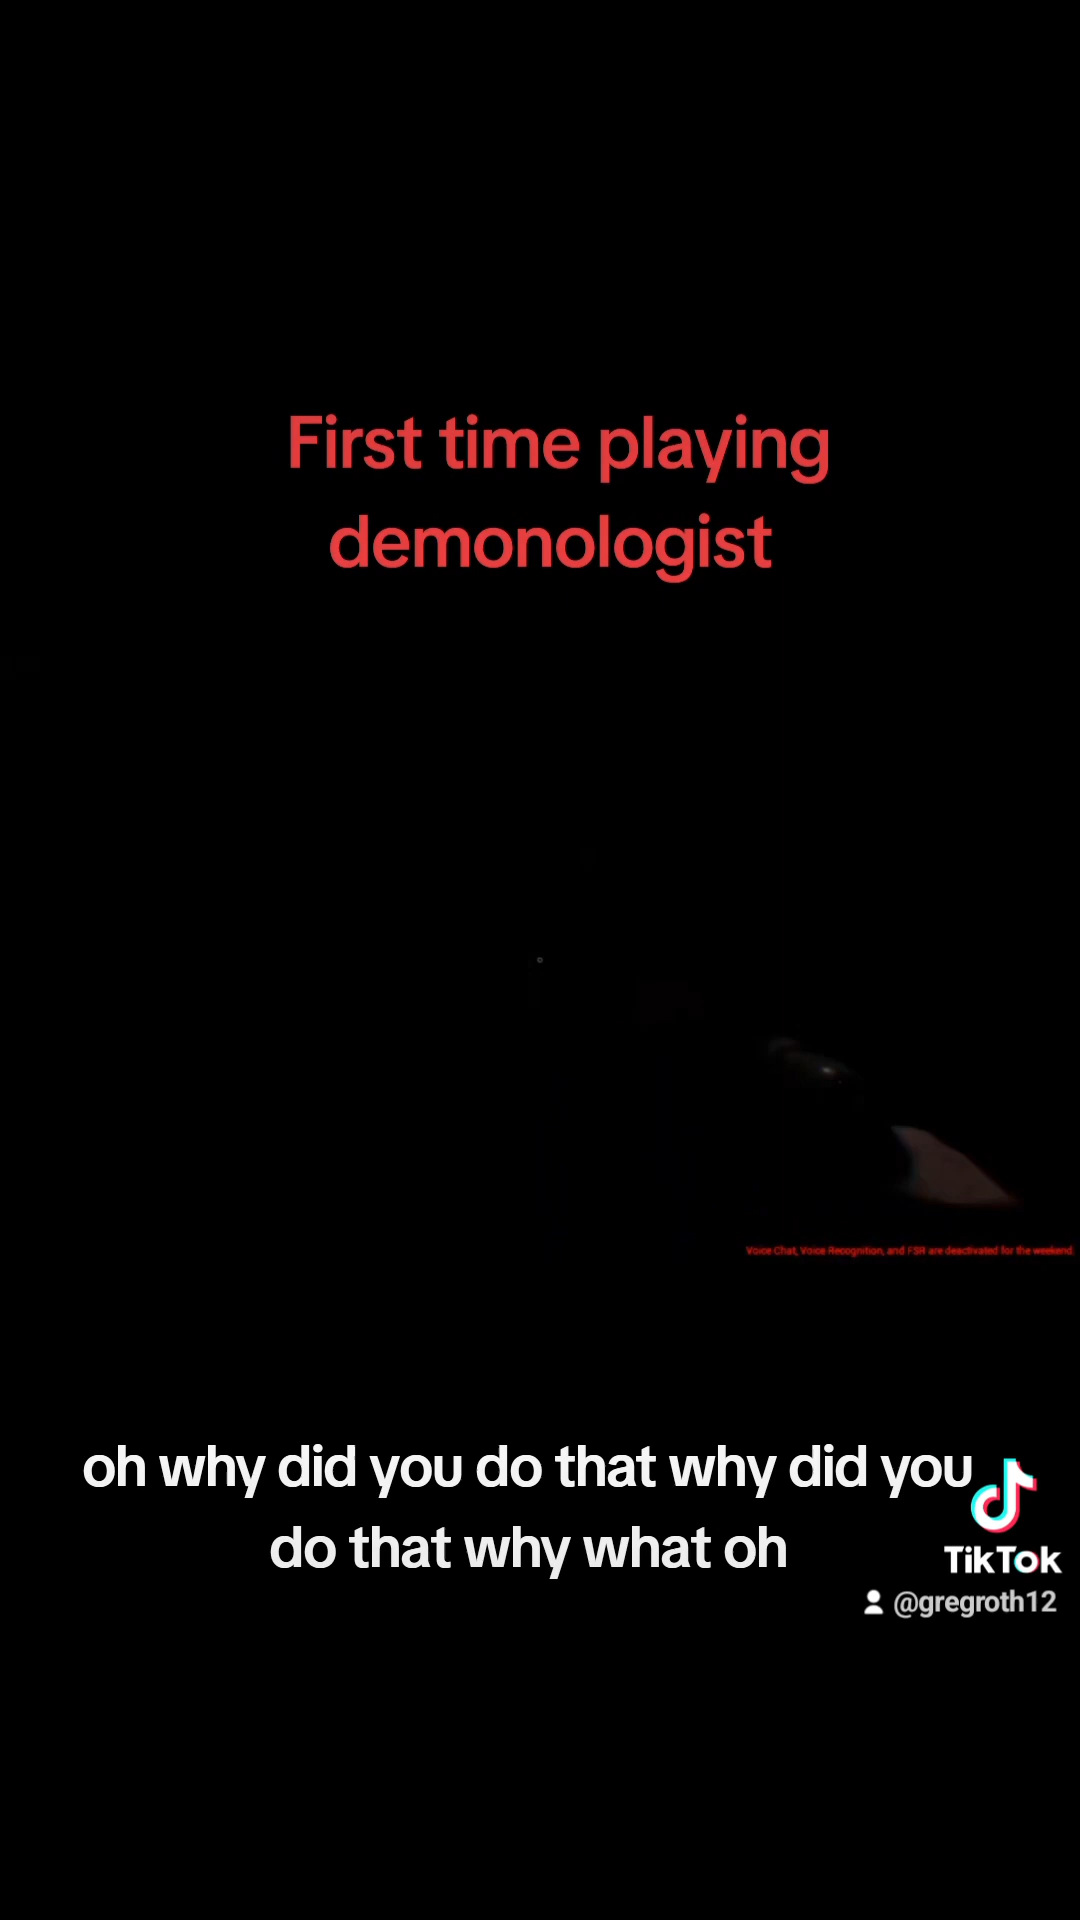 First time playing
demonologist
Voice Chat, Voice Recognition, and FSR are deactivated for the weekend
oh why did you do that why did you
do that why what oh
TikTok
@gregroth12